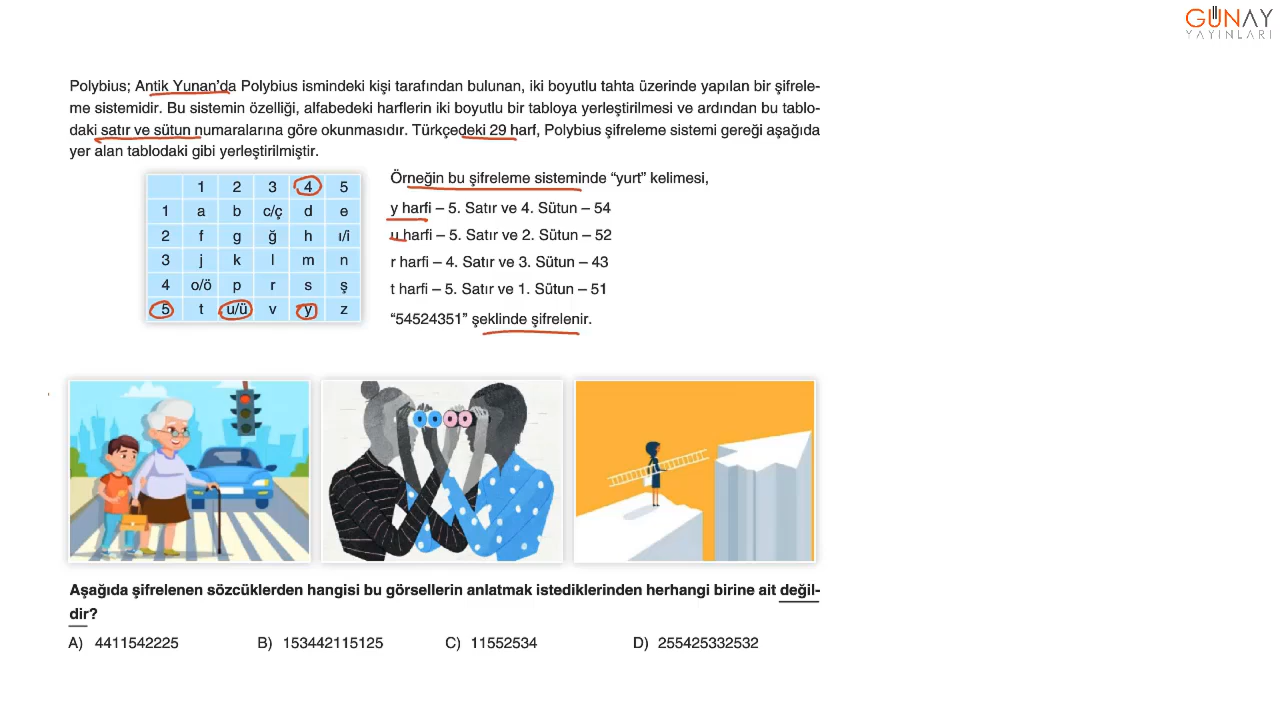 GÜNAY
YAYINLARI
Polybius; Antik Yunan’da Polybius ismindeki kişi tarafından bulunan, iki boyutlu tahta üzerinde yapılan bir şifrele-
me sistemidir. Bu sistemin özelliği, alfabedeki harflerin iki boyutlu bir tabloya yerleştirilmesi ve ardından bu tablo-
daki satır ve sütun numaralarına göre okunmasıdır. Türkçedeki 29 harf, Polybius şifreleme sistemi gereği aşağıda
yer alan tablodaki gibi yerleştirilmiştir.
1 2 3 4 5
1 a b c/ç d e
2 f g ğ h ı/i
3 j k l m n
4 o/ö p r s ş
5 t u/ü v y z
Örneğin bu şifreleme sisteminde “yurt” kelimesi,
y harfi – 5. Satır ve 4. Sütun – 54
u harfi – 5. Satır ve 2. Sütun – 52
r harfi – 4. Satır ve 3. Sütun – 43
t harfi – 5. Satır ve 1. Sütun – 51
“54524351” şeklinde şifrelenir.
Aşağıda şifrelenen sözcüklerden hangisi bu görsellerin anlatmak istediklerinden herhangi birine ait değil-
dir?
A) 4411542225 B) 153442115125 C) 11552534 D) 255425332532